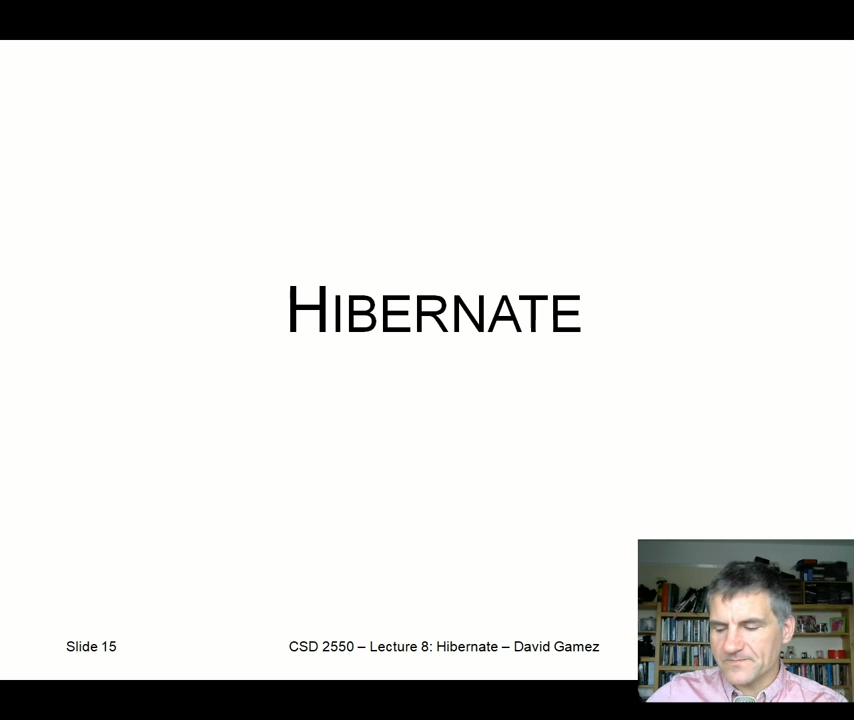 HIBERNATE
Slide 15
CSD 2550 – Lecture 8: Hibernate – David Gamez